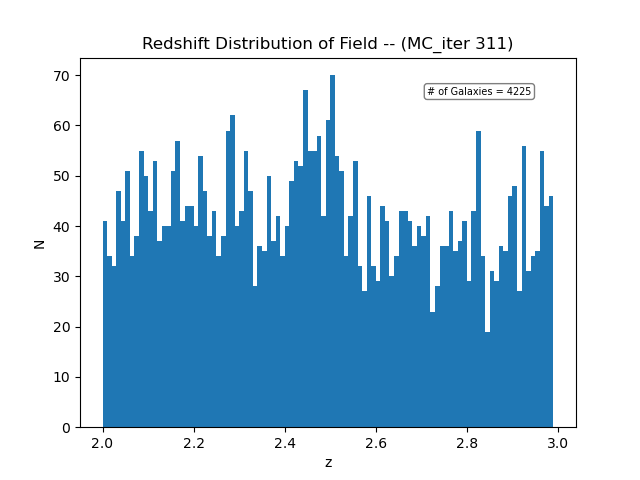 Redshift Distribution of Field -- (MC_iter 311)
# of Galaxies = 4225
70
60
50
40
30
20
10
0
N
2.0 2.2 2.4 2.6 2.8 3.0
z